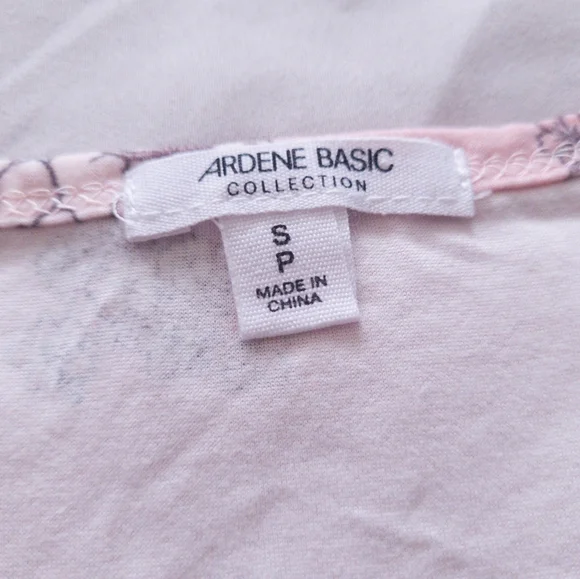 ARDENE BASIC
COLLECTION
S
P
MADE IN
CHINA